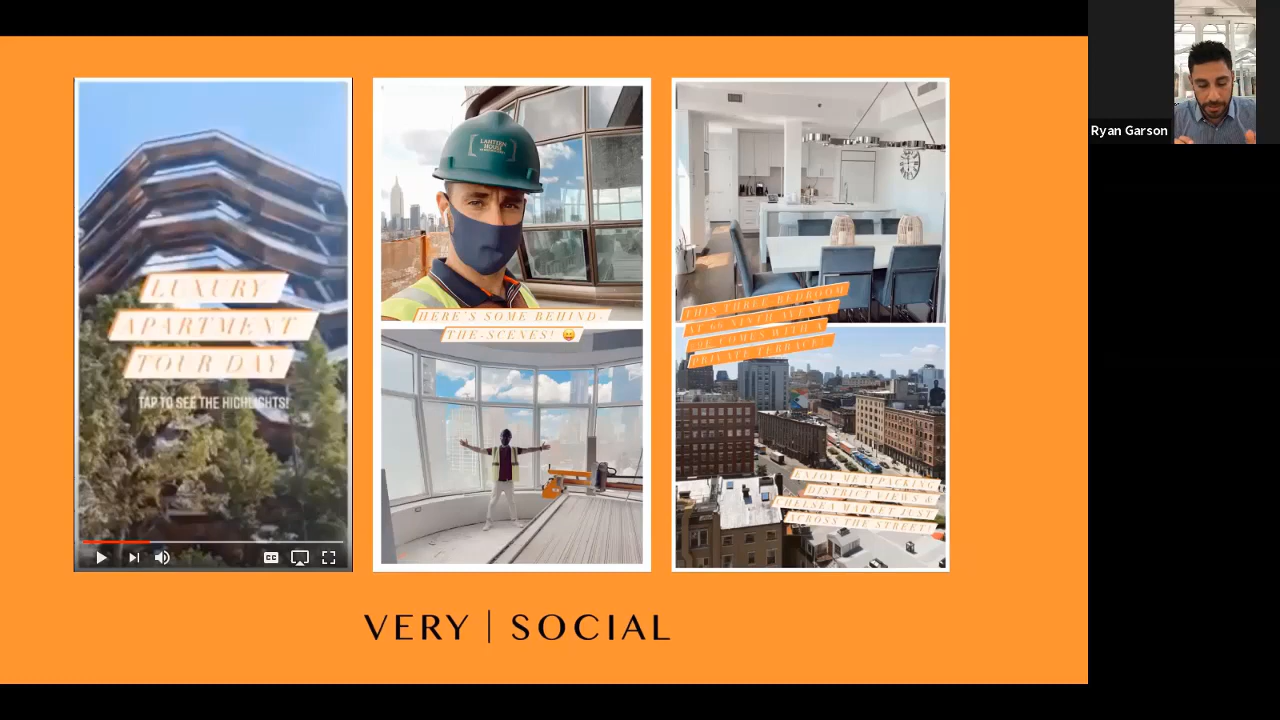 LUXURY
APARTMENT
TOUR DAY
TAP TO SEE THE HIGHLIGHTS!
CC
LANTERN
HOUSE
HERE'S SOME BEHIND-
THE-SCENES! 😆
THIS THREE BEDROOM
AT 66 NINTH AVENUE
COMES WITH A
PRIVATE TERRACE!
ENJOY MEATPACKING
DISTRICT VIEWS &
CHELSEA MARKET JUST
ACROSS THE STREET!
VERY | SOCIAL
Ryan Garson